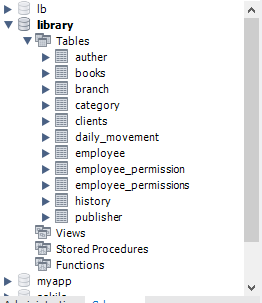 lb
library
Tables
auther
books
branch
category
clients
daily_movement
employee
employee_permission
employee_permissions
history
publisher
Views
Stored Procedures
Functions
myapp